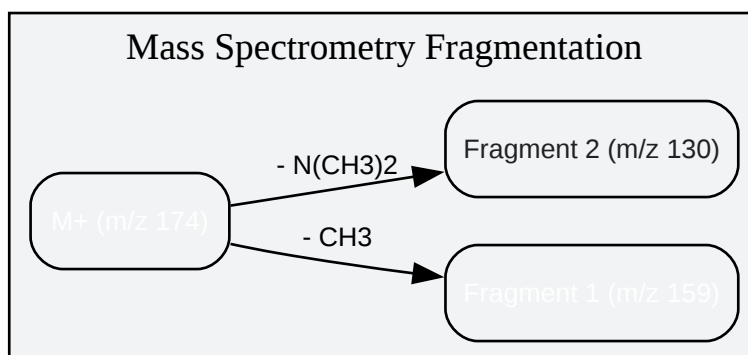 Mass Spectrometry Fragmentation
- N(CH3)2
Fragment 2 (m/z 130)
M+ (m/z 174)
- CH3
Fragment 1 (m/z 159)